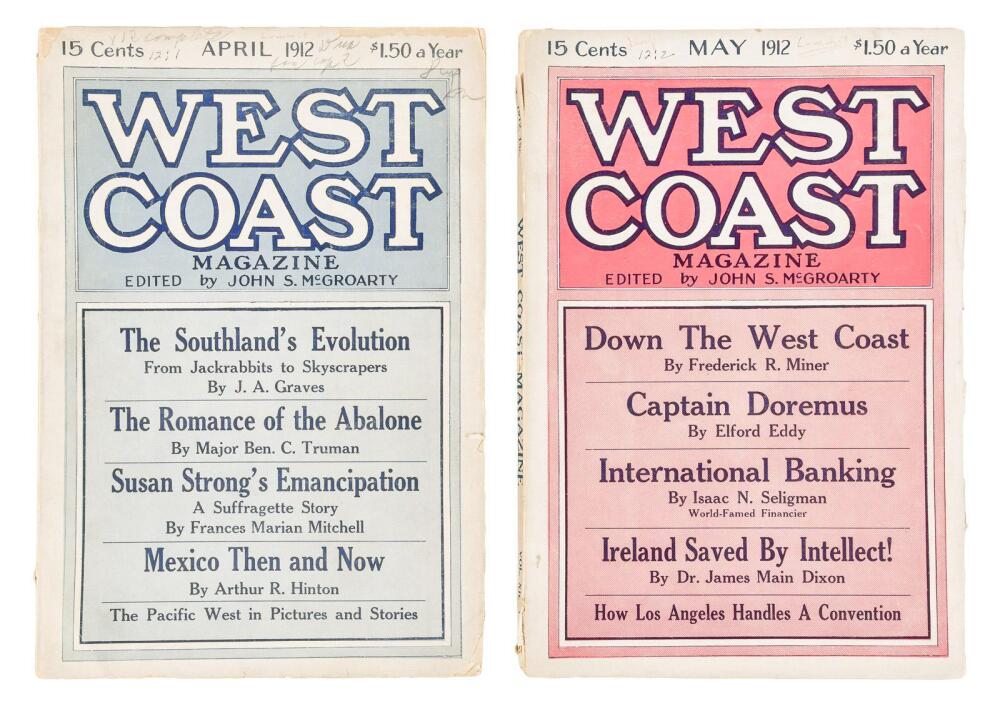 15 Cents APRIL 1912 $1.50 a Year
12:1
WEST
COAST
MAGAZINE
EDITED by JOHN S. McGROARTY
The Southland's Evolution
From Jackrabbits to Skyscrapers
By J. A. Graves
The Romance of the Abalone
By Major Ben. C. Truman
Susan Strong's Emancipation
A Suffragette Story
By Frances Marian Mitchell
Mexico Then and Now
By Arthur R. Hinton
The Pacific West in Pictures and Stories
15 Cents MAY 1912 $1.50 a Year
12:2
WEST
COAST
MAGAZINE
EDITED by JOHN S. McGROARTY
Down The West Coast
By Frederick R. Miner
Captain Doremus
By Elford Eddy
International Banking
By Isaac N. Seligman
World-Famed Financier
Ireland Saved By Intellect!
By Dr. James Main Dixon
How Los Angeles Handles A Convention
WEST COAST MAGAZINE